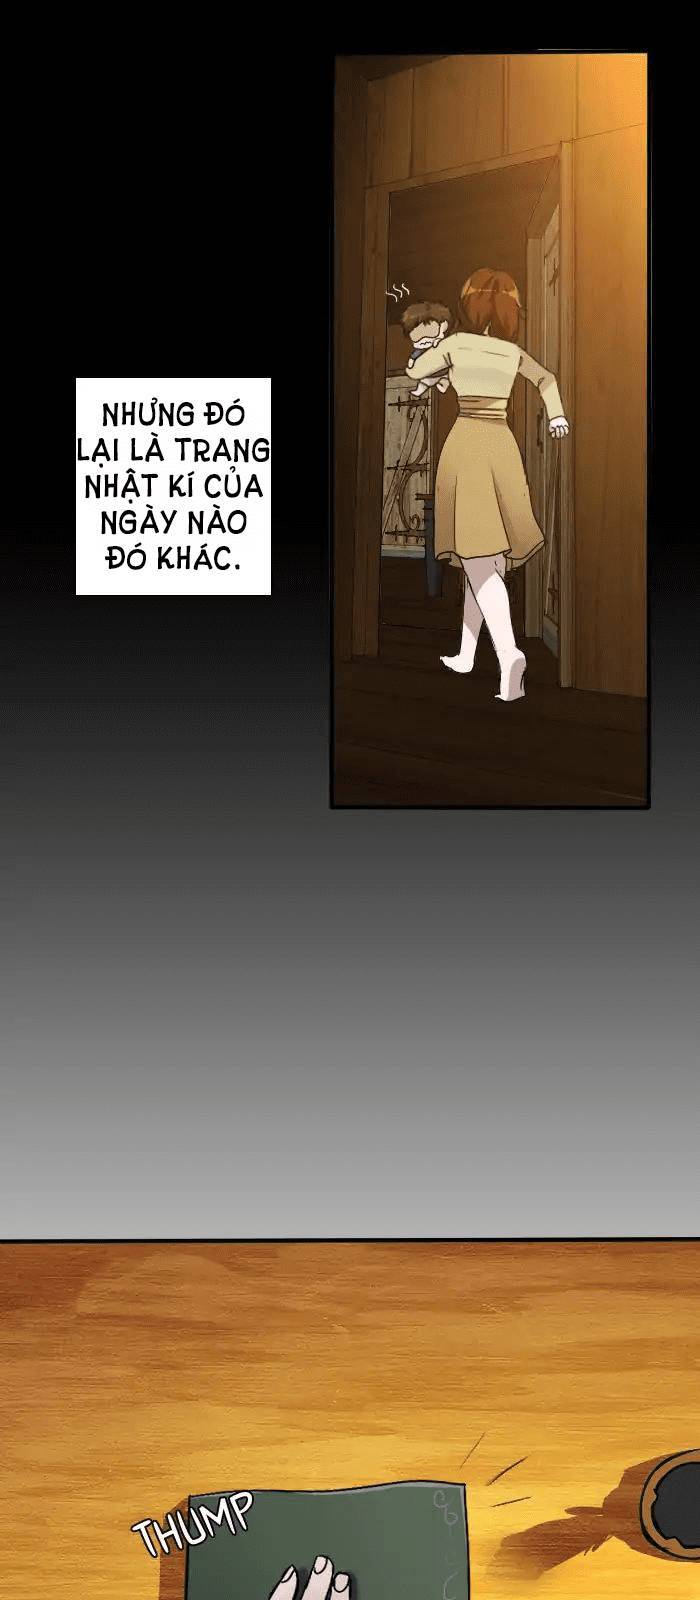 NHƯNG ĐÓ
LẠI LÀ TRANG
NHẬT KÍ CỦA
NGÀY NÀO
ĐÓ KHÁC.
THUMP